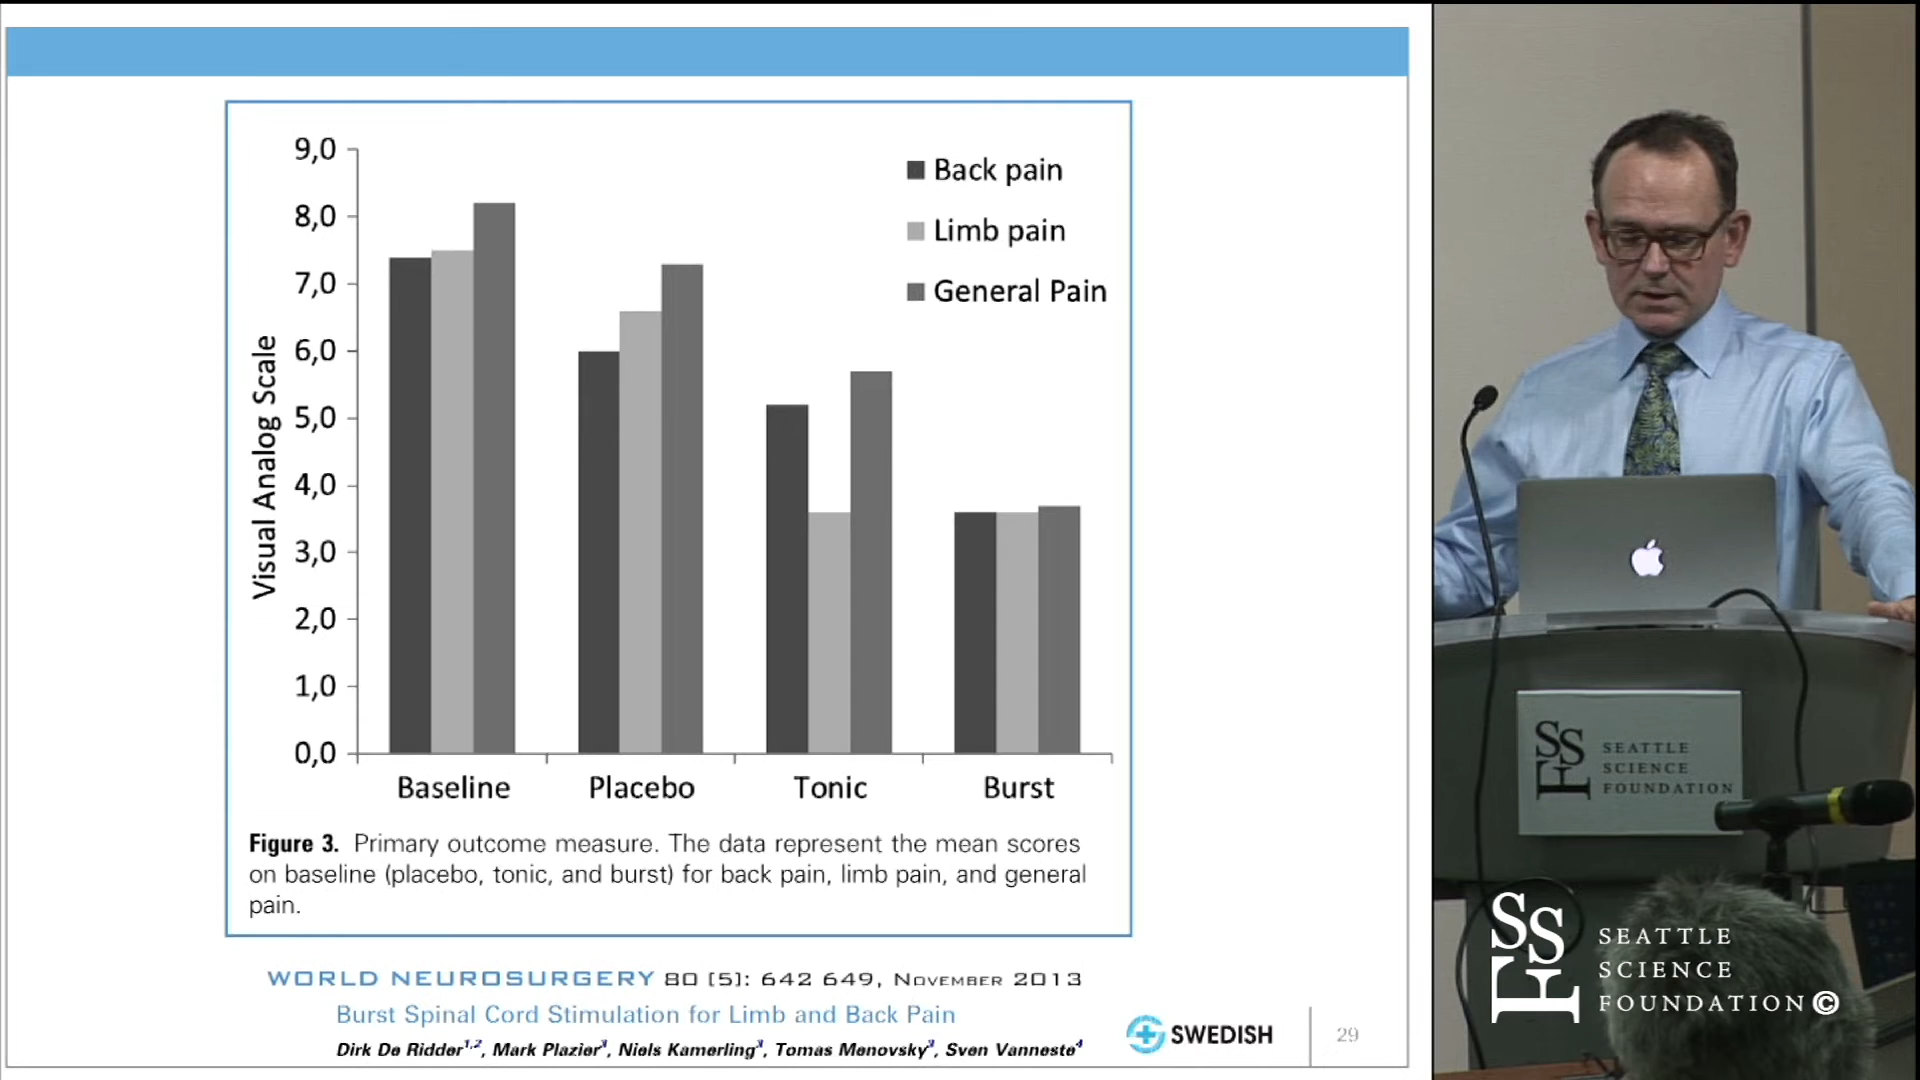 9,0
8,0
7,0
6,0
5,0
4,0
3,0
2,0
1,0
0,0
Visual Analog Scale
Back pain
Limb pain
General Pain
Baseline Placebo Tonic Burst
Figure 3. Primary outcome measure. The data represent the mean scores
on baseline (placebo, tonic, and burst) for back pain, limb pain, and general
pain.
WORLD NEUROSURGERY 80 [5]: 642 649, NOVEMBER 2013
Burst Spinal Cord Stimulation for Limb and Back Pain
Dirk De Ridder1,2, Mark Plazier3, Niels Kamerling3, Tomas Menovsky3, Sven Vanneste4
SWEDISH
29
SSF
SEATTLE
SCIENCE
FOUNDATION
SSF
SEATTLE
SCIENCE
FOUNDATION©